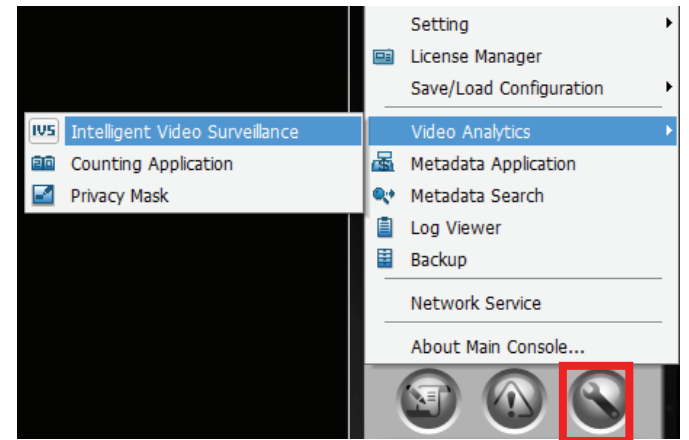 Setting
License Manager
Save/Load Configuration
IVS Intelligent Video Surveillance
Video Analytics
Counting Application
Metadata Application
Privacy Mask
Metadata Search
Log Viewer
Backup
Network Service
About Main Console...